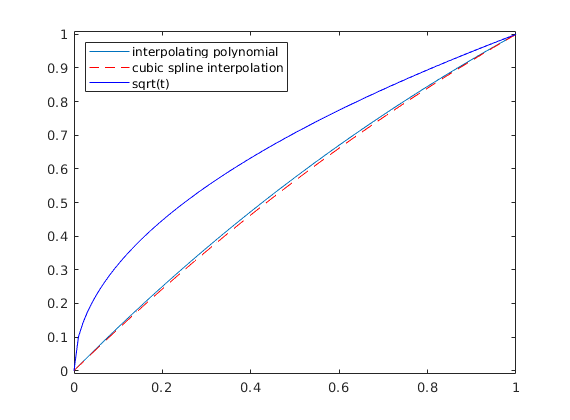 interpolating polynomial
cubic spline interpolation
sqrt(t)
1
0.9
0.8
0.7
0.6
0.5
0.4
0.3
0.2
0.1
0
0 0.2 0.4 0.6 0.8 1